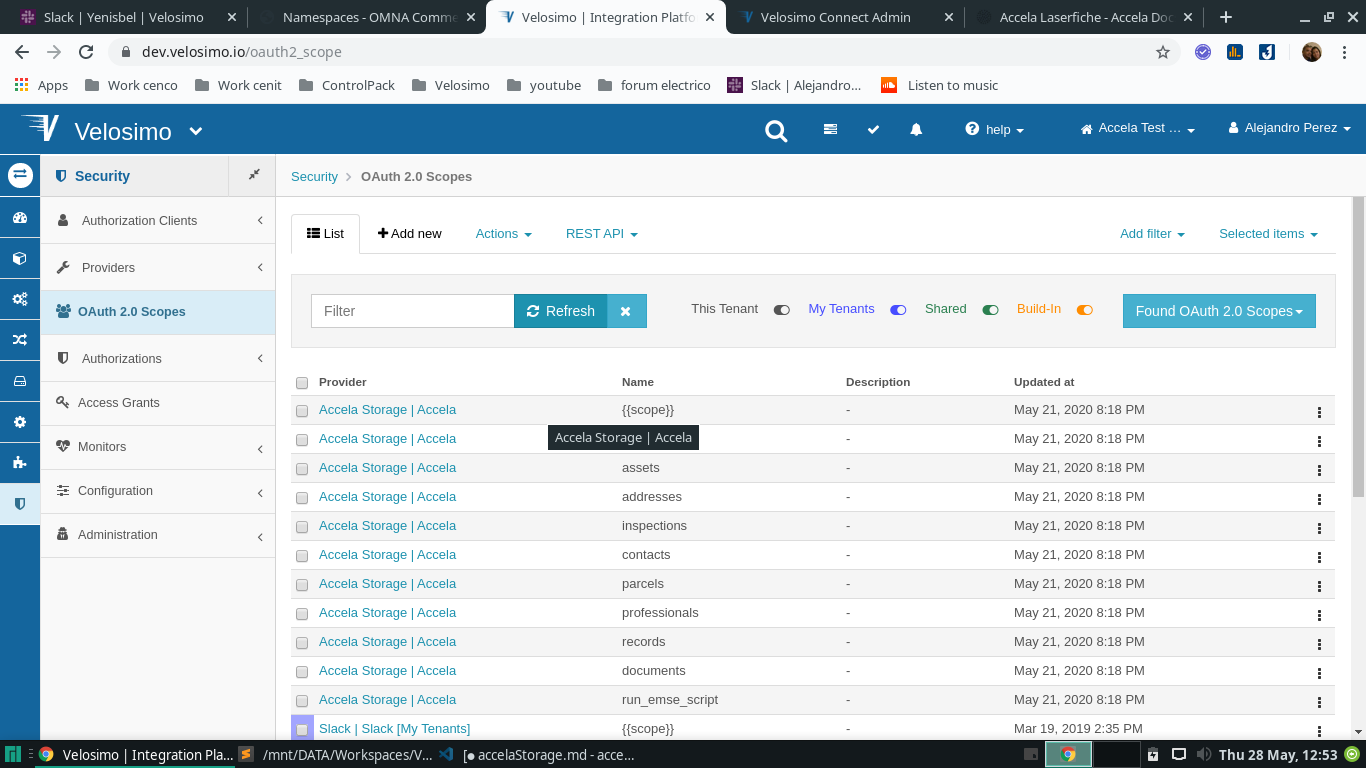 Slack | Yenisbel | Velosimo
Namespaces - OMNA Comme
Velosimo | Integration Platfo
Velosimo Connect Admin
Accela Laserfiche - Accela Doc
dev.velosimo.io/oauth2_scope
Apps
Work cenco
Work cenit
ControlPack
Velosimo
youtube
forum electrico
Slack | Alejandro...
Listen to music
Velosimo
help
Accela Test ...
Alejandro Perez
Security
Authorization Clients
Providers
OAuth 2.0 Scopes
Authorizations
Access Grants
Monitors
Configuration
Administration
Security
OAuth 2.0 Scopes
List
Add new
Actions
REST API
Add filter
Selected items
Filter
Refresh
This Tenant
My Tenants
Shared
Build-In
Found OAuth 2.0 Scopes
Provider Name Description Updated at
Accela Storage | Accela {{scope}} - May 21, 2020 8:18 PM
Accela Storage | Accela - May 21, 2020 8:18 PM
Accela Storage | Accela
Accela Storage | Accela assets - May 21, 2020 8:18 PM
Accela Storage | Accela addresses - May 21, 2020 8:18 PM
Accela Storage | Accela inspections - May 21, 2020 8:18 PM
Accela Storage | Accela contacts - May 21, 2020 8:18 PM
Accela Storage | Accela parcels - May 21, 2020 8:18 PM
Accela Storage | Accela professionals - May 21, 2020 8:18 PM
Accela Storage | Accela records - May 21, 2020 8:18 PM
Accela Storage | Accela documents - May 21, 2020 8:18 PM
Accela Storage | Accela run_emse_script - May 21, 2020 8:18 PM
Slack | Slack [My Tenants] {{scope}} - Mar 19, 2019 2:35 PM
Velosimo | Integration Pla...
/mnt/DATA/Workspaces/V...
[● accelaStorage.md - acce...
Thu 28 May, 12:53